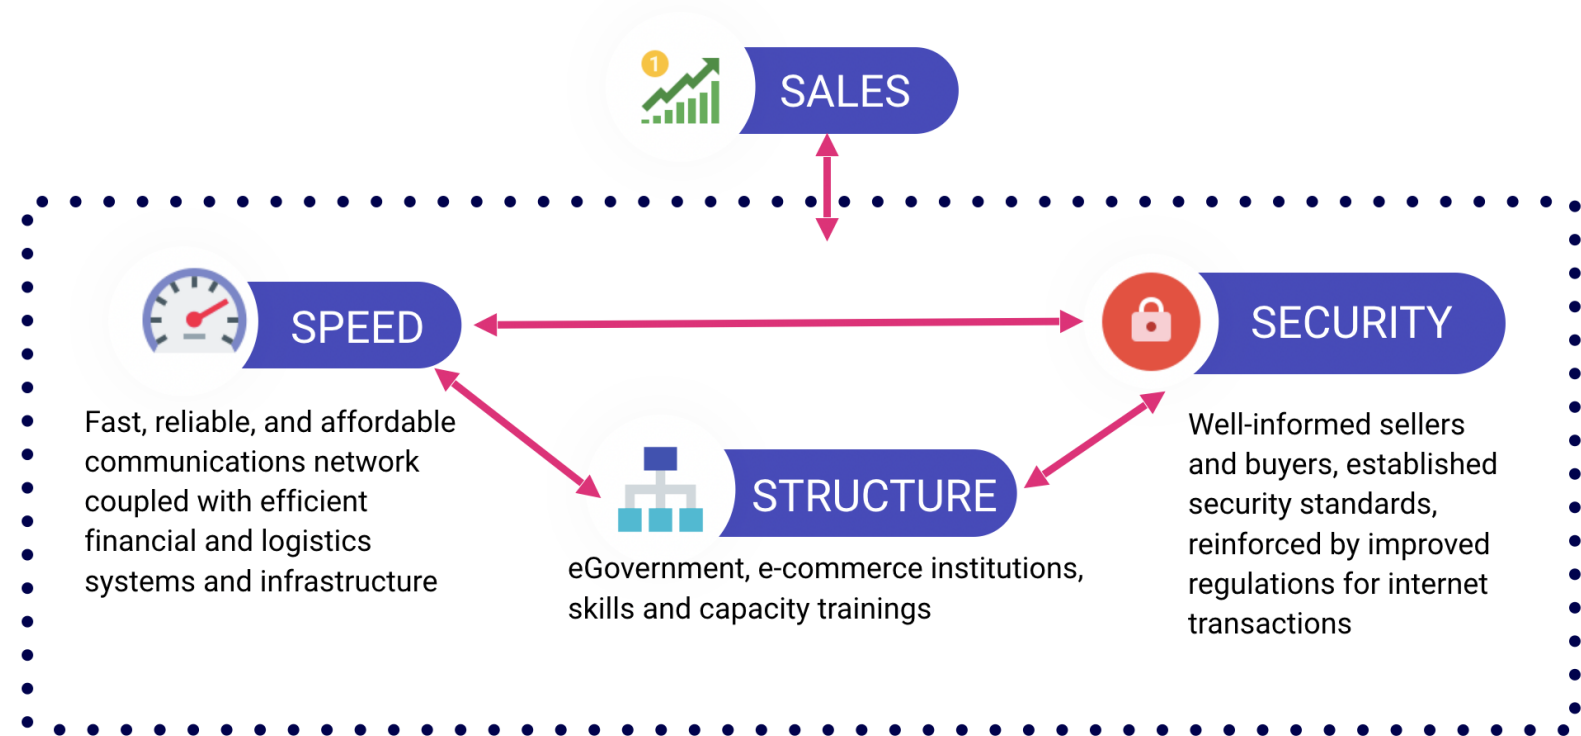 1
SALES
SPEED
SECURITY
Fast, reliable, and affordable
communications network
coupled with efficient
financial and logistics
systems and infrastructure
STRUCTURE
eGovernment, e-commerce institutions,
skills and capacity trainings
Well-informed sellers
and buyers, established
security standards,
reinforced by improved
regulations for internet
transactions